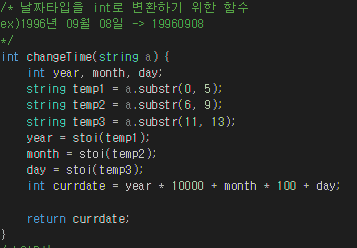 /* 날짜타입을 int로 변환하기 위한 함수
ex)1996년 09월 08일 -> 19960908
*/
int changeTime(string a) {
int year, month, day;
string temp1 = a.substr(0, 5);
string temp2 = a.substr(6, 9);
string temp3 = a.substr(11, 13);
year = stoi(temp1);
month = stoi(temp2);
day = stoi(temp3);
int currdate = year * 10000 + month * 100 + day;
return currdate;
}